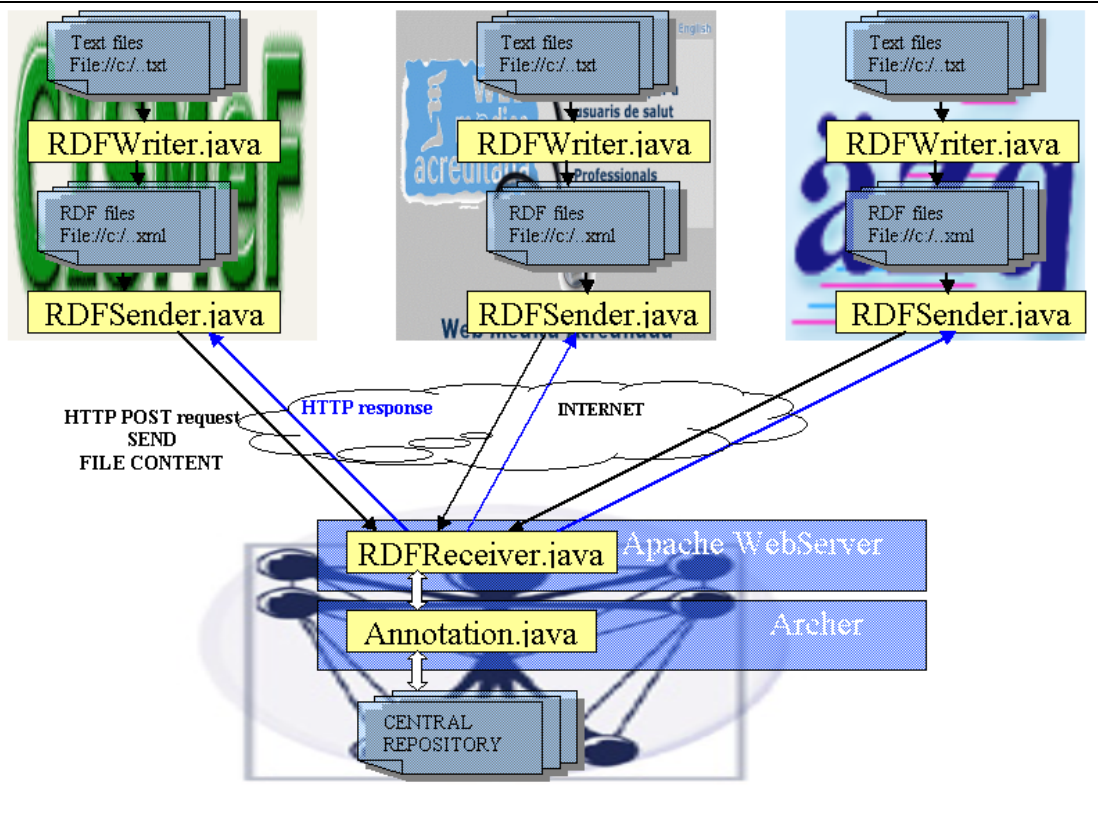 Text files
File://c:/..txt
RDFWriter.java
RDF files
File://c:/..xml
RDFSender.java
English
Text files
File://c:/..txt
usuaris de salut
RDFWriter.java
acreditada
Professionals
RDF files
File://c:/..xml
RDFSender.java
Web
Text files
File://c:/..txt
RDFWriter.java
RDF files
File://c:/..xml
RDFSender.java
HTTP POST request
SEND
FILE CONTENT
HTTP response
INTERNET
RDFReceiver.java
Apache WebServer
Annotation.java
Archer
CENTRAL
REPOSITORY